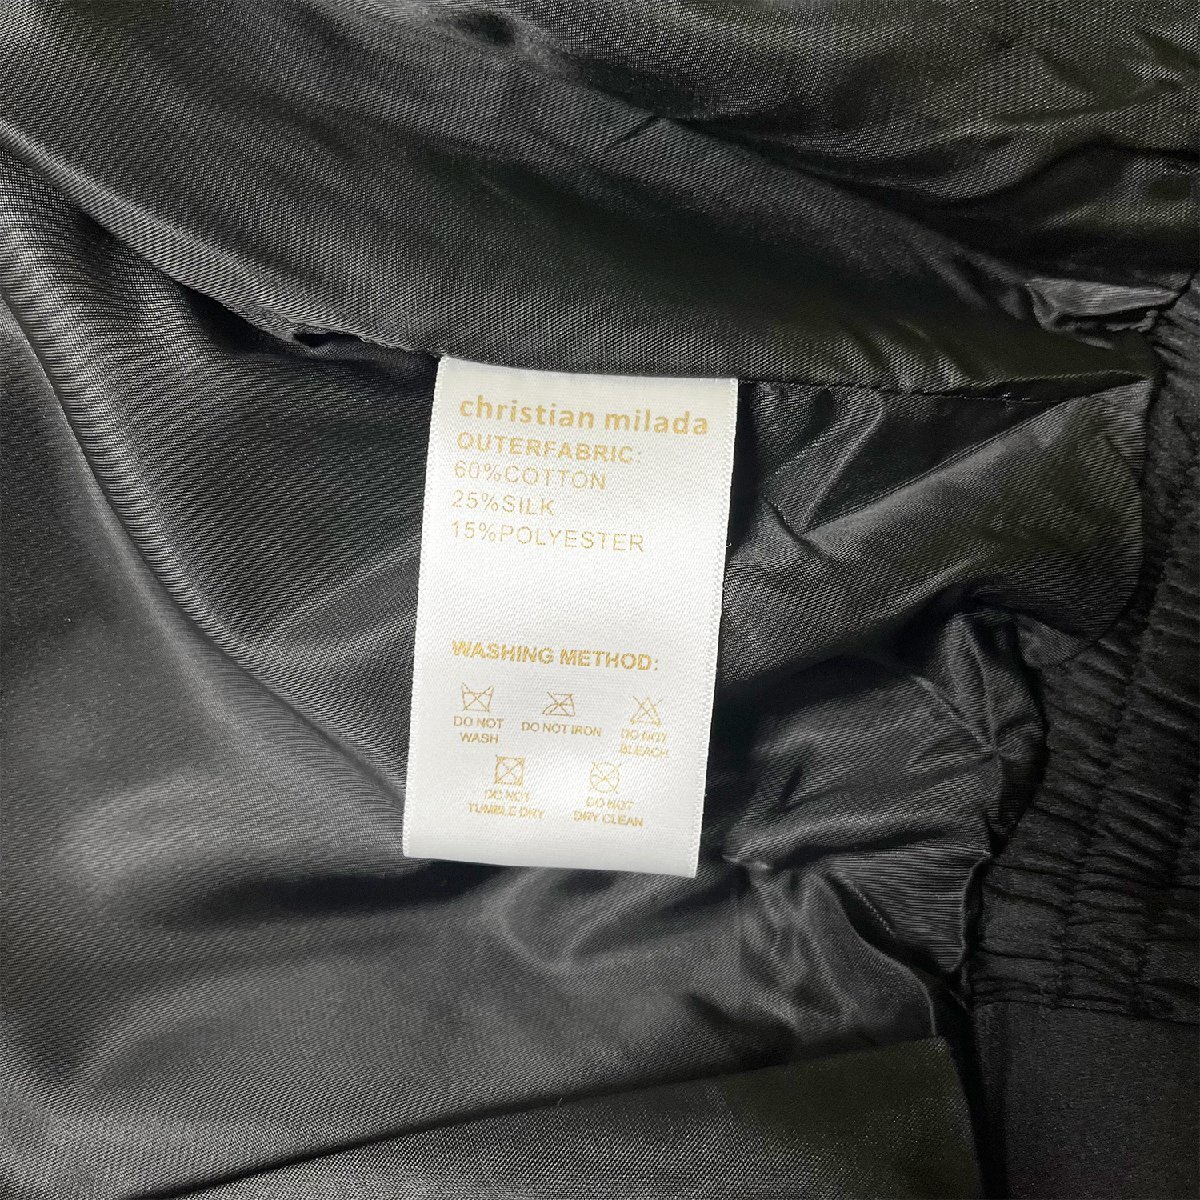 christian milada
OUTERFABRIC:
60%COTTON
25%SILK
15%POLYESTER
WASHING METHOD:
DO NOT WASH
DO NOT IRON
DO NOT BLEACH
DO NOT TUMBLE DRY
DO NOT DRY CLEAN